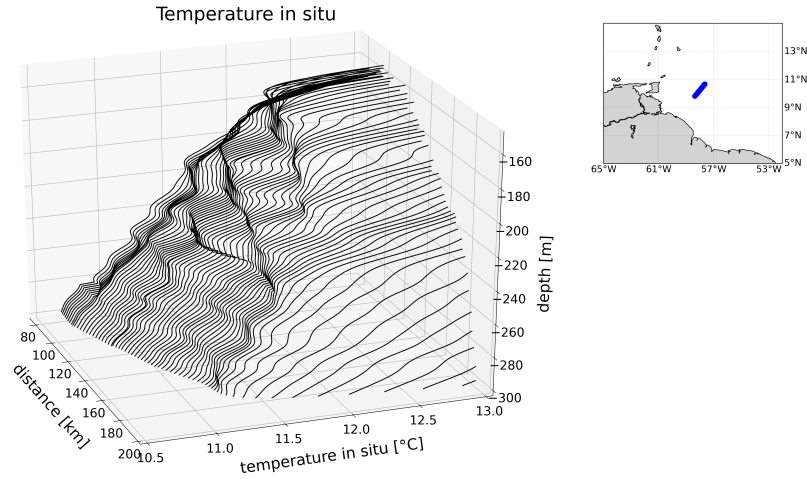 Temperature in situ
160
180
200
220
240
260
280
300
depth [m]
80
100
120
140
160
180
200
distance [km]
10.5
11.0
11.5
12.0
12.5
13.0
temperature in situ [°C]
13°N
11°N
9°N
7°N
5°N
65°W 61°W 57°W 53°W